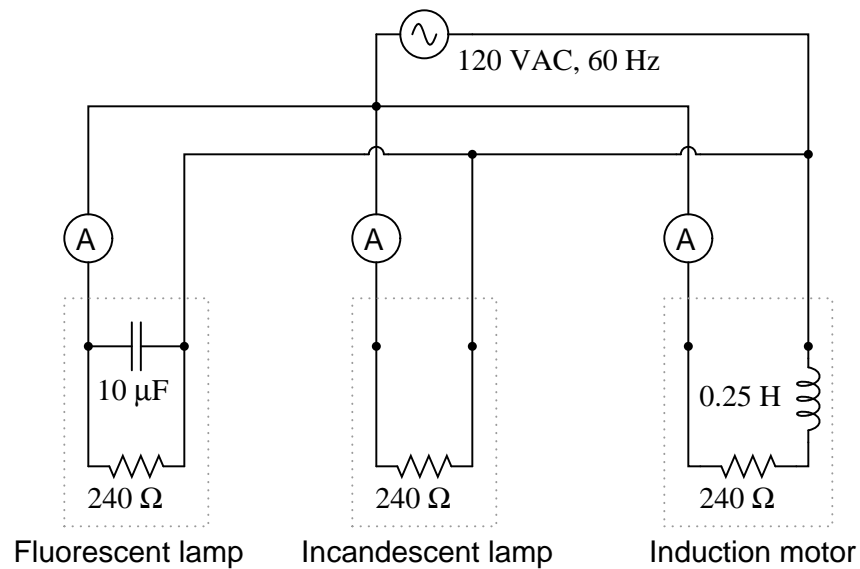 120 VAC, 60 Hz
A
A
A
10 μF
0.25 H
240 Ω
240 Ω
240 Ω
Fluorescent lamp
Incandescent lamp
Induction motor